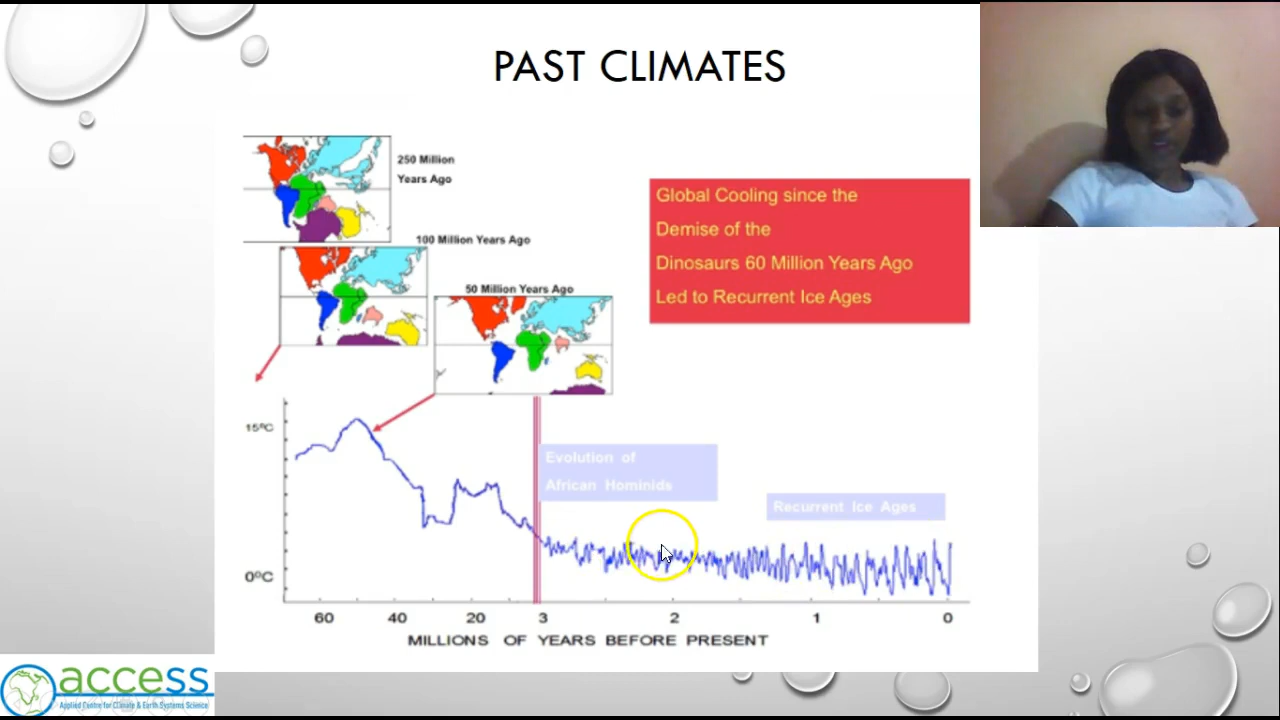 PAST CLIMATES
250 Million
Years Ago
100 Million Years Ago
50 Million Years Ago
Global Cooling since the
Demise of the
Dinosaurs 60 Million Years Ago
Led to Recurrent Ice Ages
15°C
Evolution of
African Hominids
Recurrent Ice Ages
0°C
60 40 20 3 2 1 0
MILLIONS OF YEARS BEFORE PRESENT
access
Applied Centre for Climate & Earth Systems Science